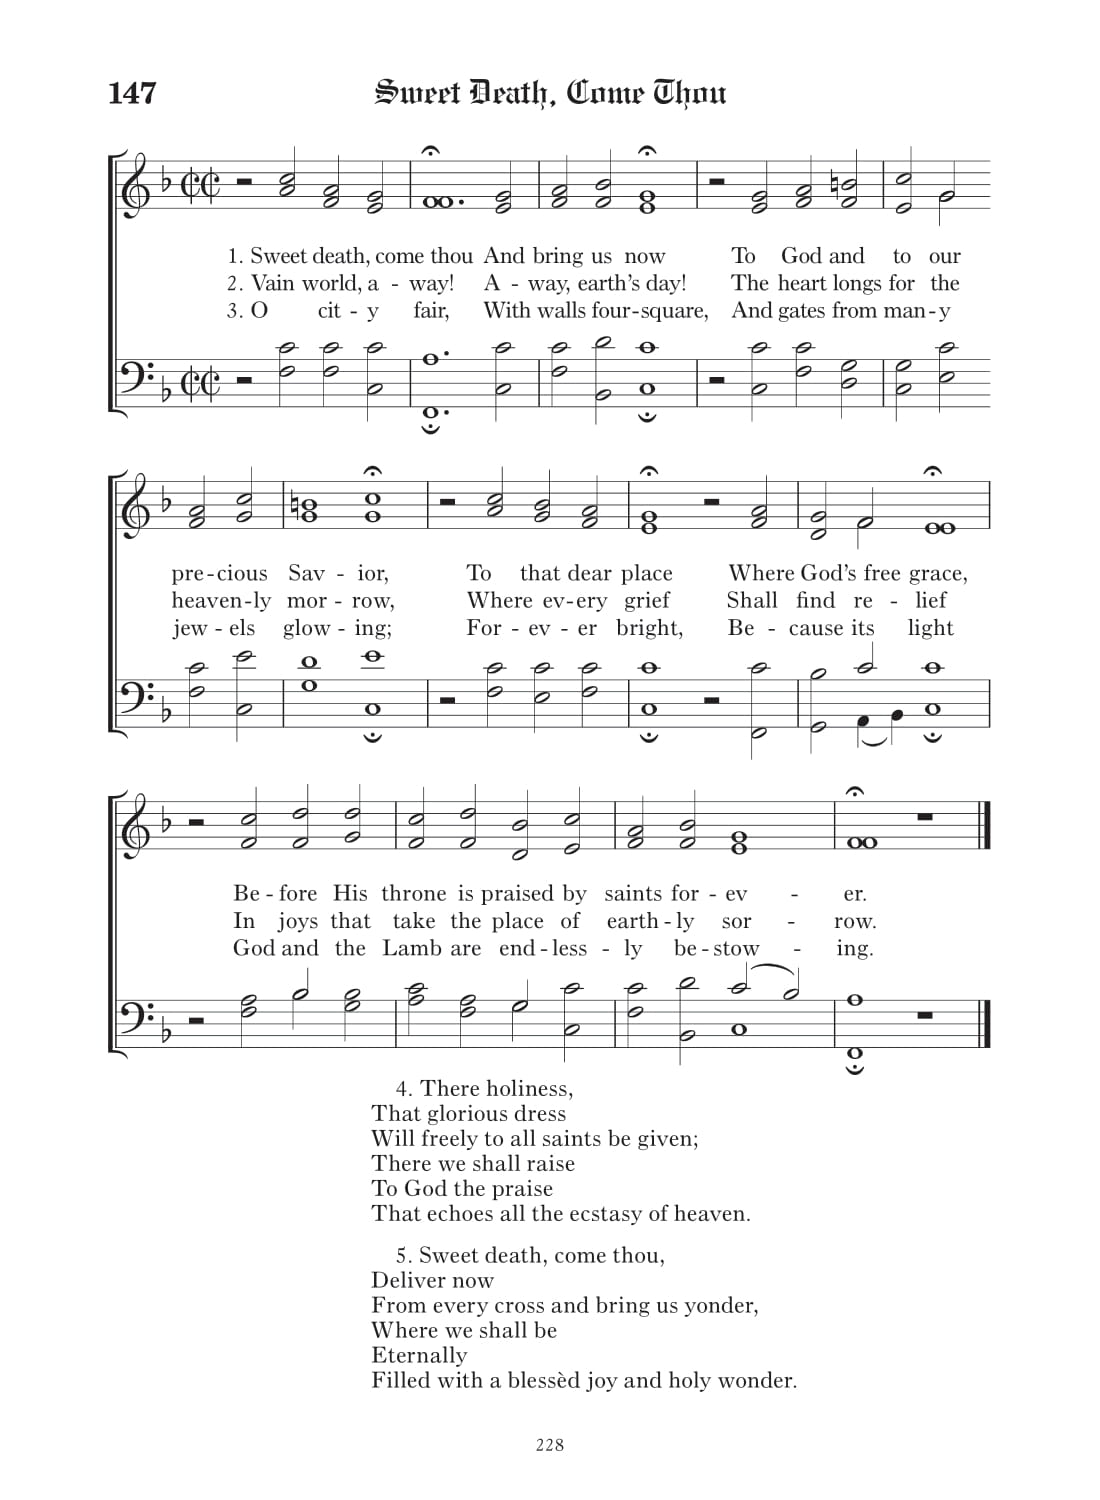 147 Sweet Death, Come Thou
1. Sweet death, come thou And bring us now To God and to our
2. Vain world, a - way! A - way, earth's day! The heart longs for the
3. O cit - y fair, With walls four-square, And gates from man - y
pre - cious Sav - ior, To that dear place Where God's free grace,
heaven-ly mor - row, Where ev-ery grief Shall find re - lief
jew - els glow - ing; For - ev - er bright, Be - cause its light
Be - fore His throne is praised by saints for - ev - er.
In joys that take the place of earth - ly sor - row.
God and the Lamb are end - less - ly be - stow - ing.
4. There holiness,
That glorious dress
Will freely to all saints be given;
There we shall raise
To God the praise
That echoes all the ecstasy of heaven.
5. Sweet death, come thou,
Deliver now
From every cross and bring us yonder,
Where we shall be
Eternally
Filled with a blessèd joy and holy wonder.
228